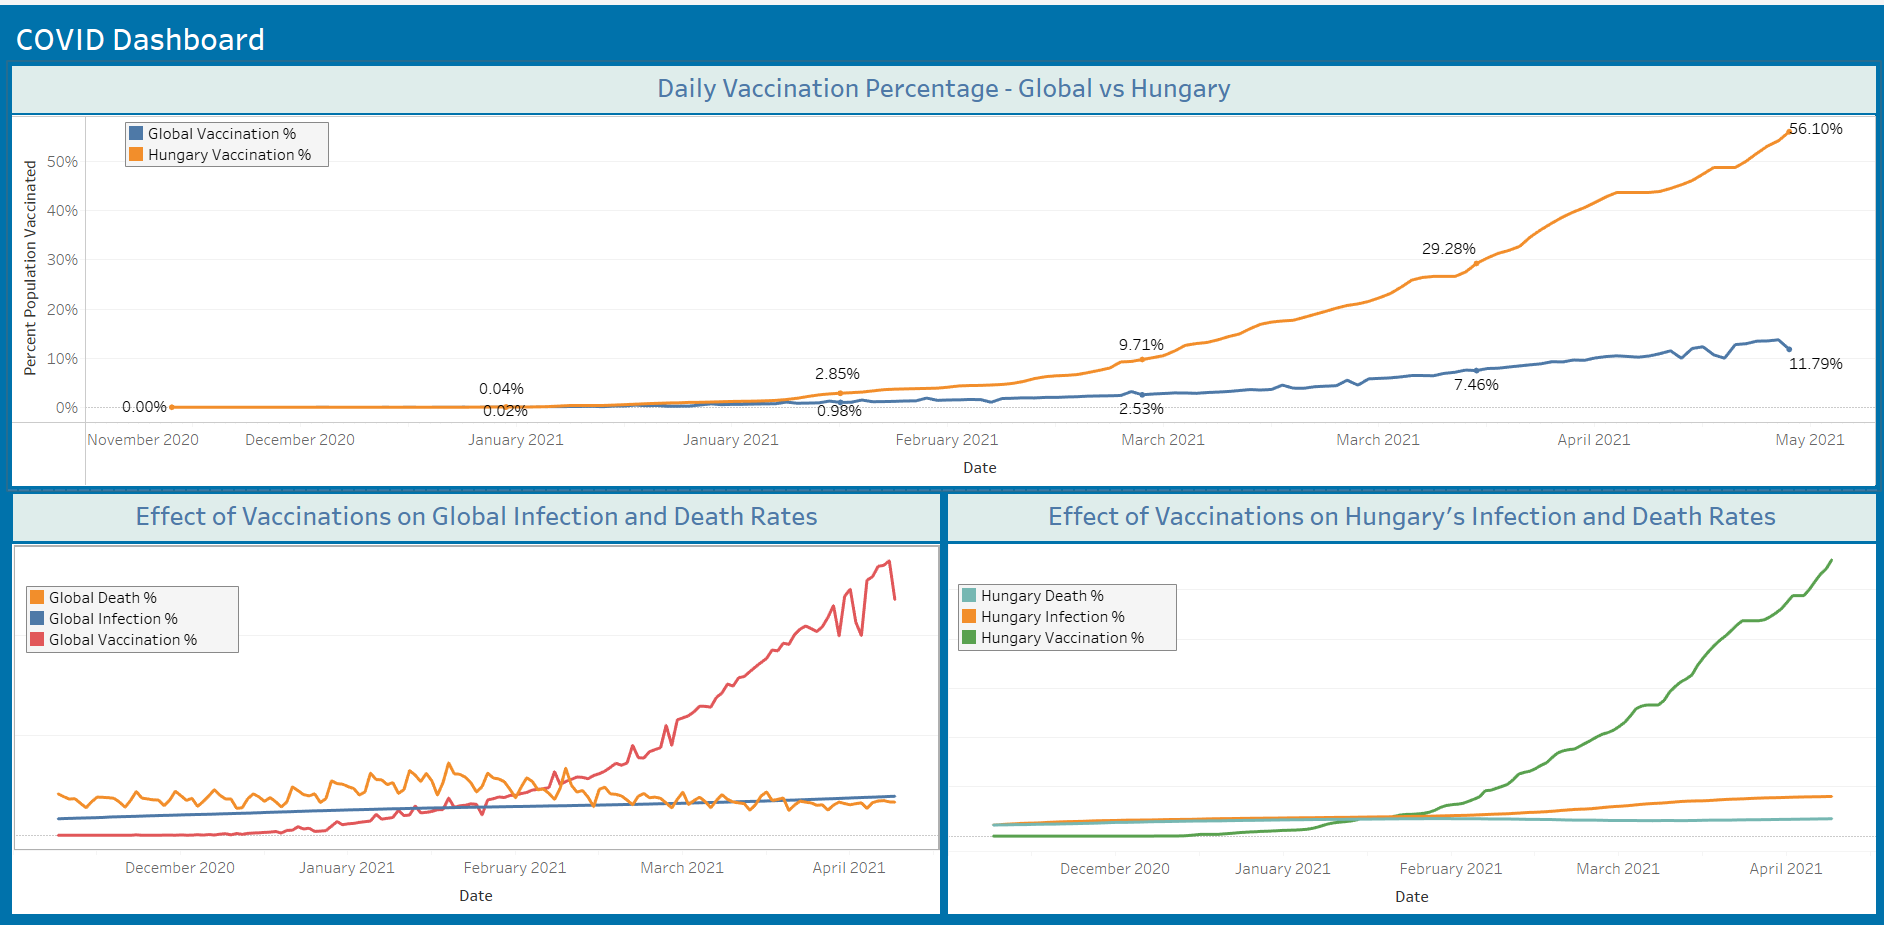 COVID Dashboard
Daily Vaccination Percentage - Global vs Hungary
Global Vaccination %
Hungary Vaccination %
Percent Population Vaccinated
50%
40%
30%
20%
10%
0%
0.00%
0.04%
0.02%
2.85%
0.98%
9.71%
2.53%
29.28%
7.46%
56.10%
11.79%
November 2020 December 2020 January 2021 January 2021 February 2021 March 2021 March 2021 April 2021 May 2021
Date
Effect of Vaccinations on Global Infection and Death Rates
Global Death %
Global Infection %
Global Vaccination %
December 2020 January 2021 February 2021 March 2021 April 2021
Date
Effect of Vaccinations on Hungary's Infection and Death Rates
Hungary Death %
Hungary Infection %
Hungary Vaccination %
December 2020 January 2021 February 2021 March 2021 April 2021
Date